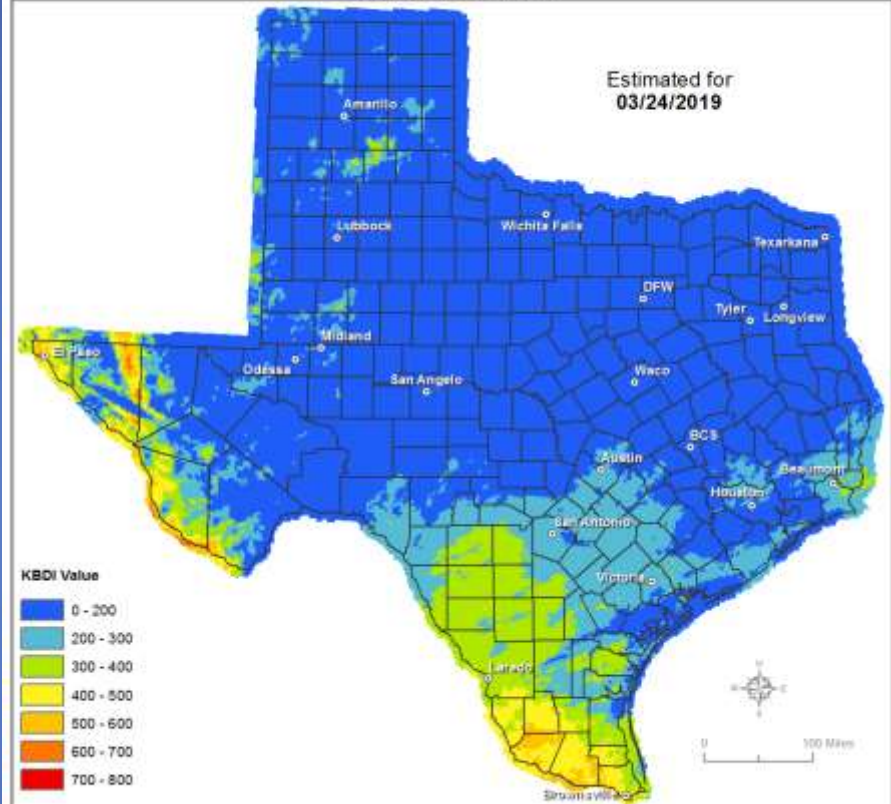 Estimated for
03/24/2019
Amarillo
Lubbock
Wichita Falls
Texarkana
DFW
Tyler
Longview
El Paso
Midland
Odessa
San Angelo
Waco
BCS
Austin
Beaumont
Houston
San Antonio
Victoria
Laredo
Brownsville
KBDI Value
0 - 200
200 - 300
300 - 400
400 - 500
500 - 600
600 - 700
700 - 800
0 100 Miles